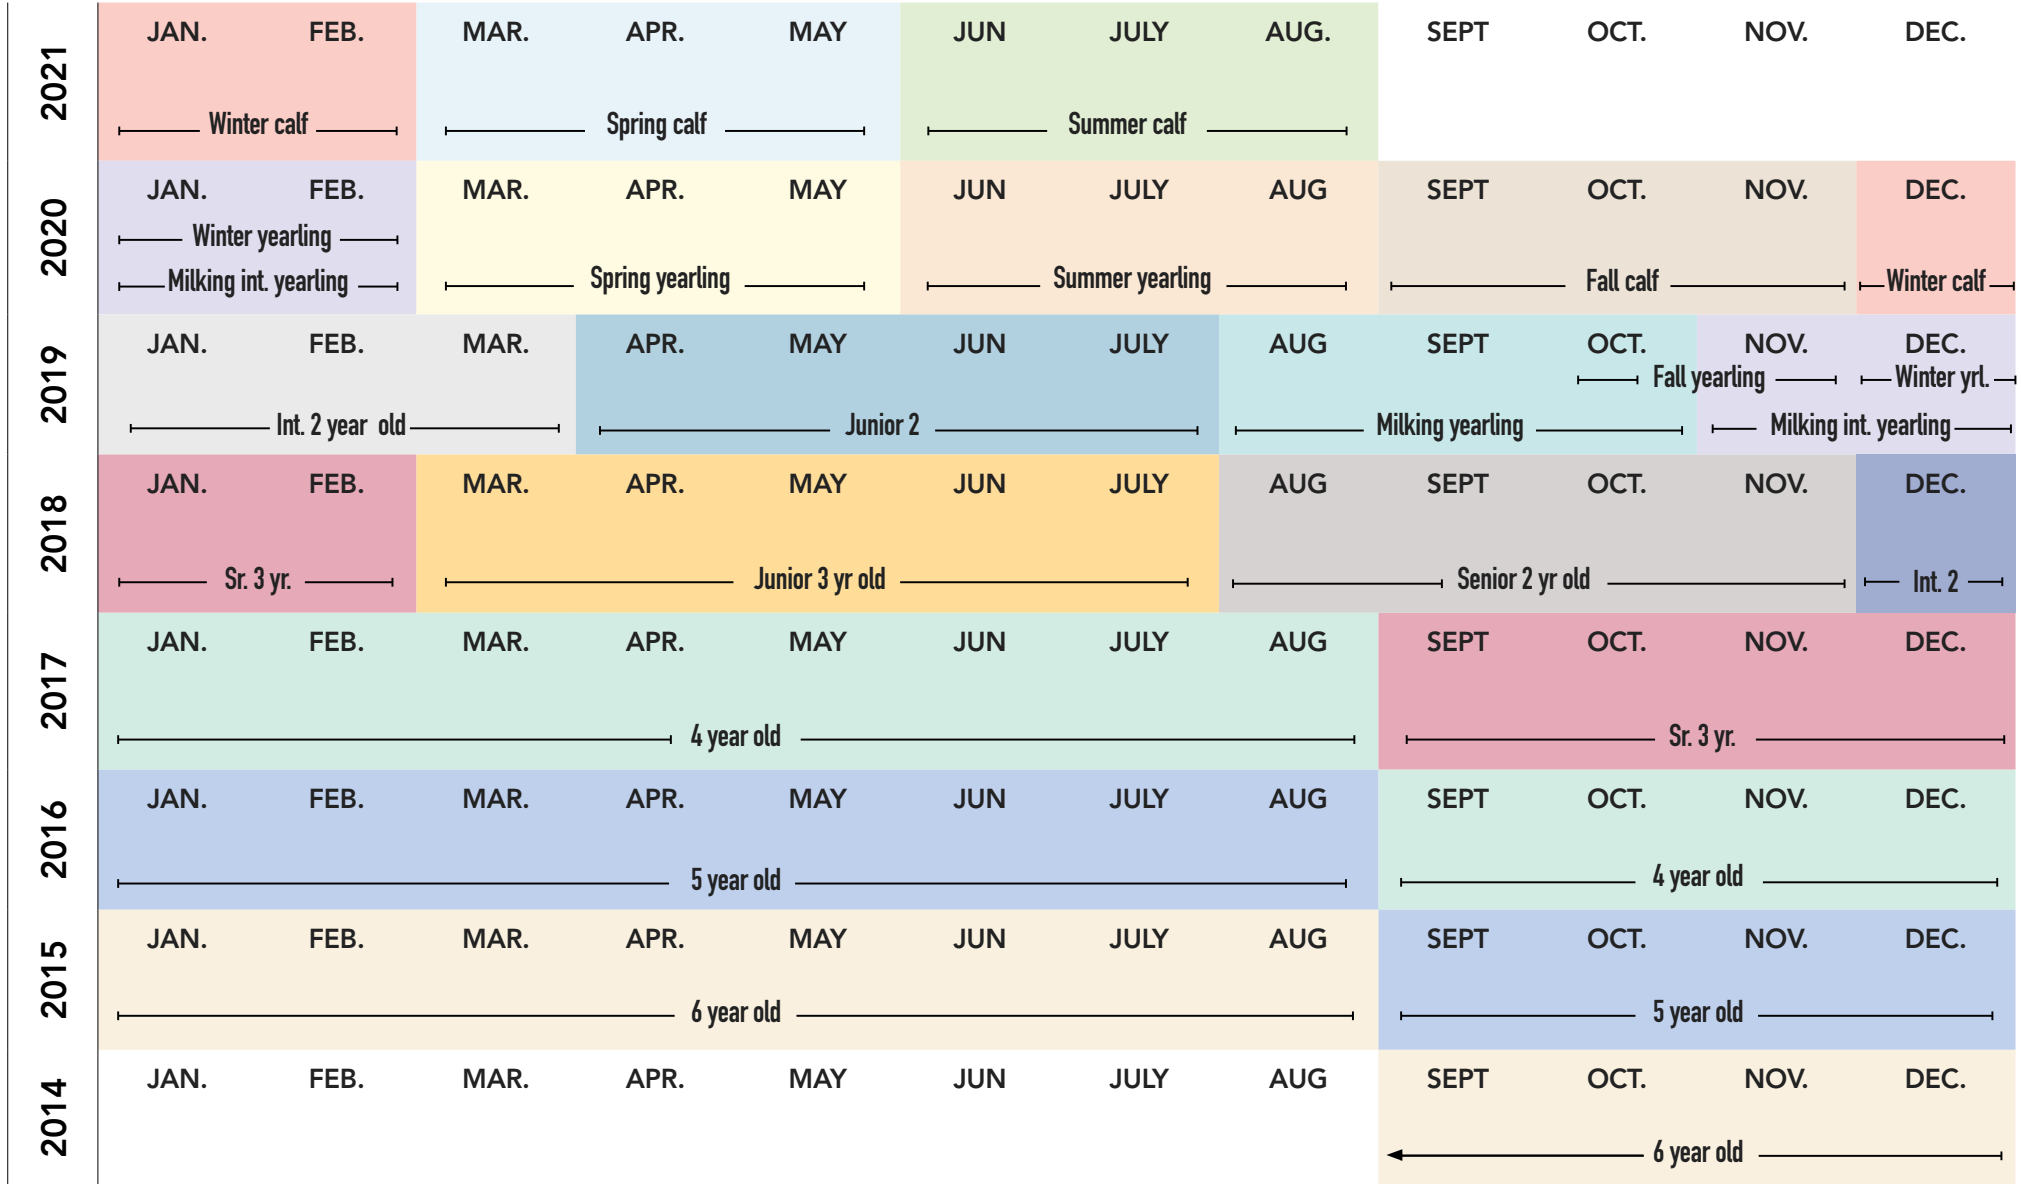 2021
JAN. FEB. MAR. APR. MAY JUN JULY AUG. SEPT OCT. NOV. DEC.
Winter calf Spring calf Summer calf
2020
JAN. FEB. MAR. APR. MAY JUN JULY AUG SEPT OCT. NOV. DEC.
Winter yearling
Milking int. yearling Spring yearling Summer yearling Fall calf Winter calf
2019
JAN. FEB. MAR. APR. MAY JUN JULY AUG SEPT OCT. NOV. DEC.
Fall yearling Winter yrl.
Int. 2 year old Junior 2 Milking yearling Milking int. yearling
2018
JAN. FEB. MAR. APR. MAY JUN JULY AUG SEPT OCT. NOV. DEC.
Sr. 3 yr. Junior 3 yr old Senior 2 yr old Int. 2
2017
JAN. FEB. MAR. APR. MAY JUN JULY AUG SEPT OCT. NOV. DEC.
4 year old Sr. 3 yr.
2016
JAN. FEB. MAR. APR. MAY JUN JULY AUG SEPT OCT. NOV. DEC.
5 year old 4 year old
2015
JAN. FEB. MAR. APR. MAY JUN JULY AUG SEPT OCT. NOV. DEC.
6 year old 5 year old
2014
JAN. FEB. MAR. APR. MAY JUN JULY AUG SEPT OCT. NOV. DEC.
6 year old